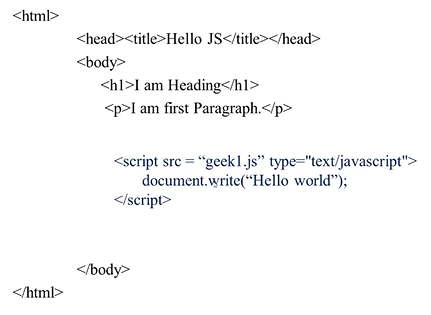 <html>
<head><title>Hello JS</title></head>
<body>
<h1>I am Heading</h1>
<p>I am first Paragraph.</p>
<script src = “geek1.js” type="text/javascript">
document.write(“Hello world”);
</script>
</body>
</html>